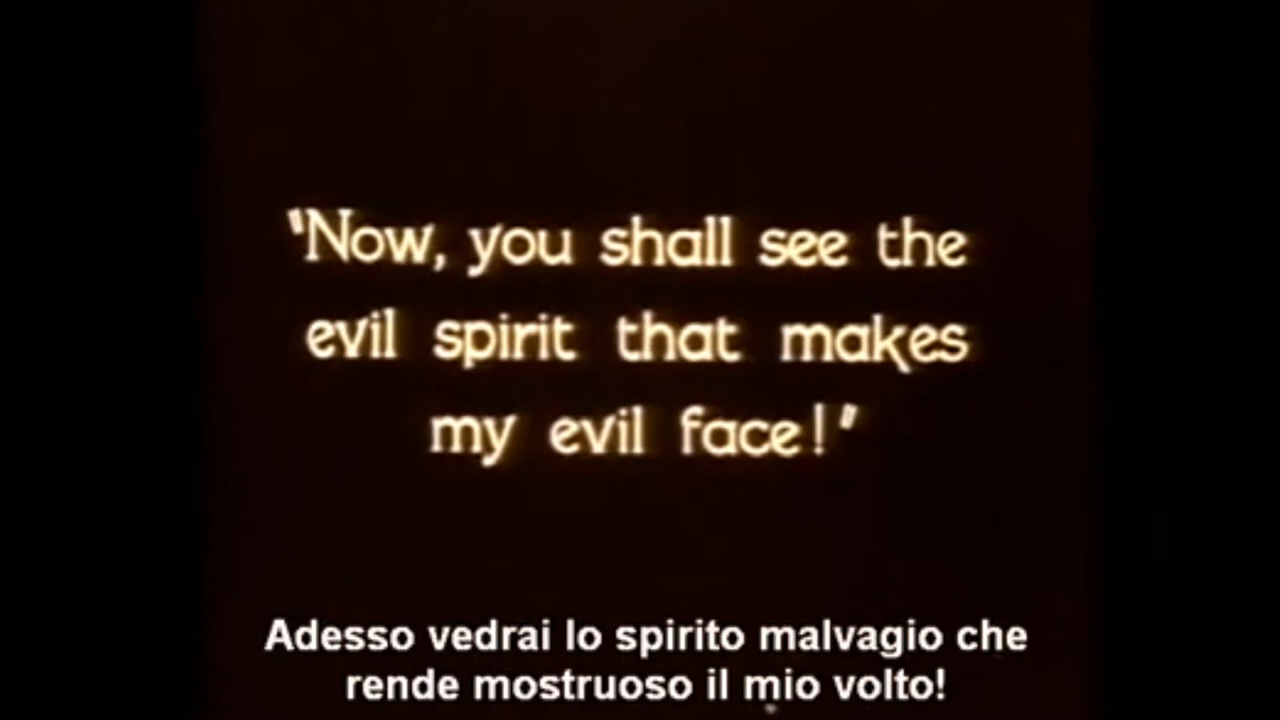 "Now, you shall see the
evil spirit that makes
my evil face!"
Adesso vedrai lo spirito malvagio che
rende mostruoso il mio volto!